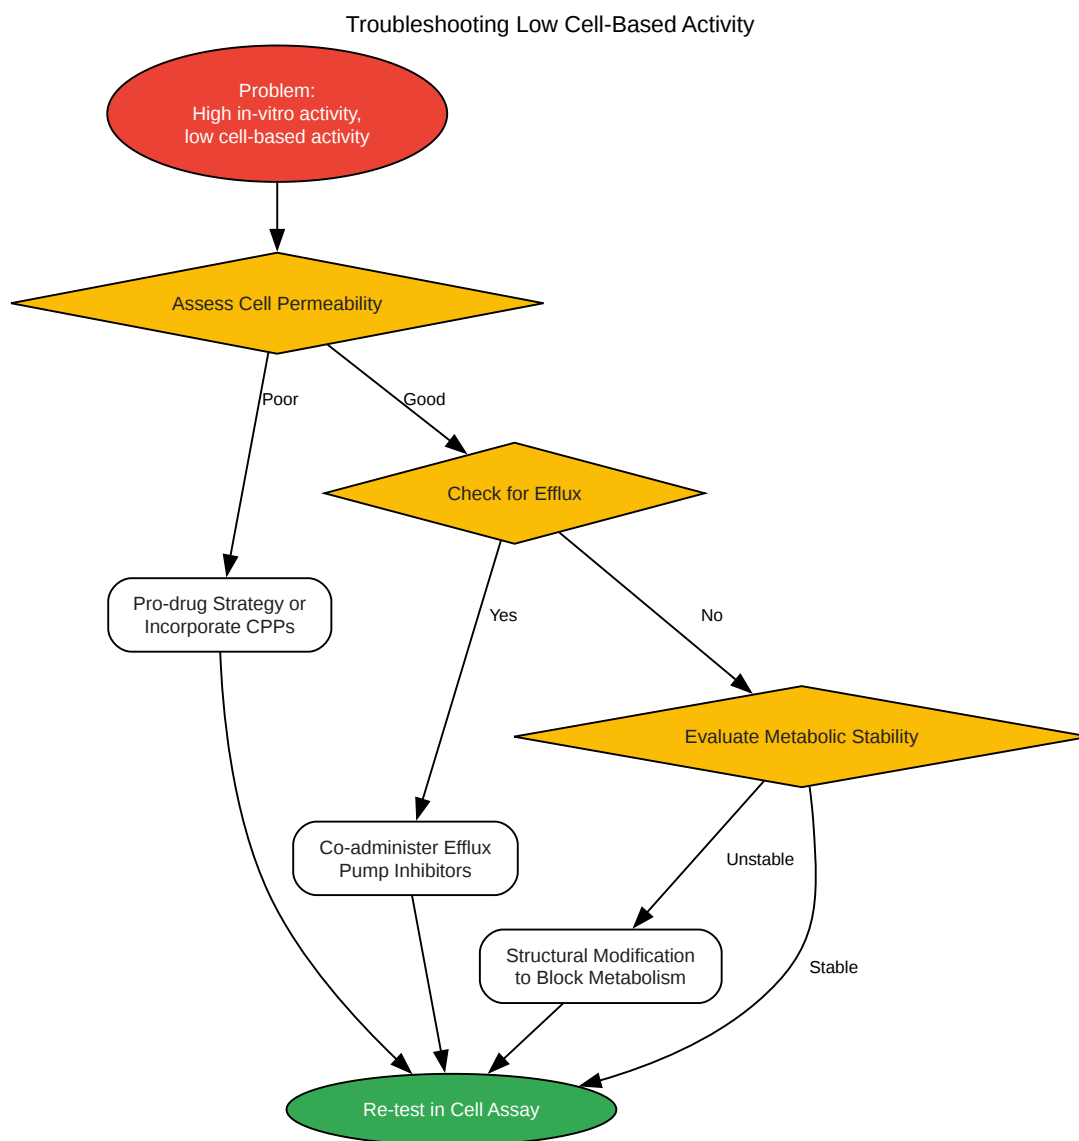 Troubleshooting Low Cell-Based Activity
Problem:
High in-vitro activity,
low cell-based activity
Assess Cell Permeability
Poor
Good
Check for Efflux
Pro-drug Strategy or
Incorporate CPPs
Yes
No
Evaluate Metabolic Stability
Co-administer Efflux
Pump Inhibitors
Unstable
Structural Modification
to Block Metabolism
Stable
Re-test in Cell Assay